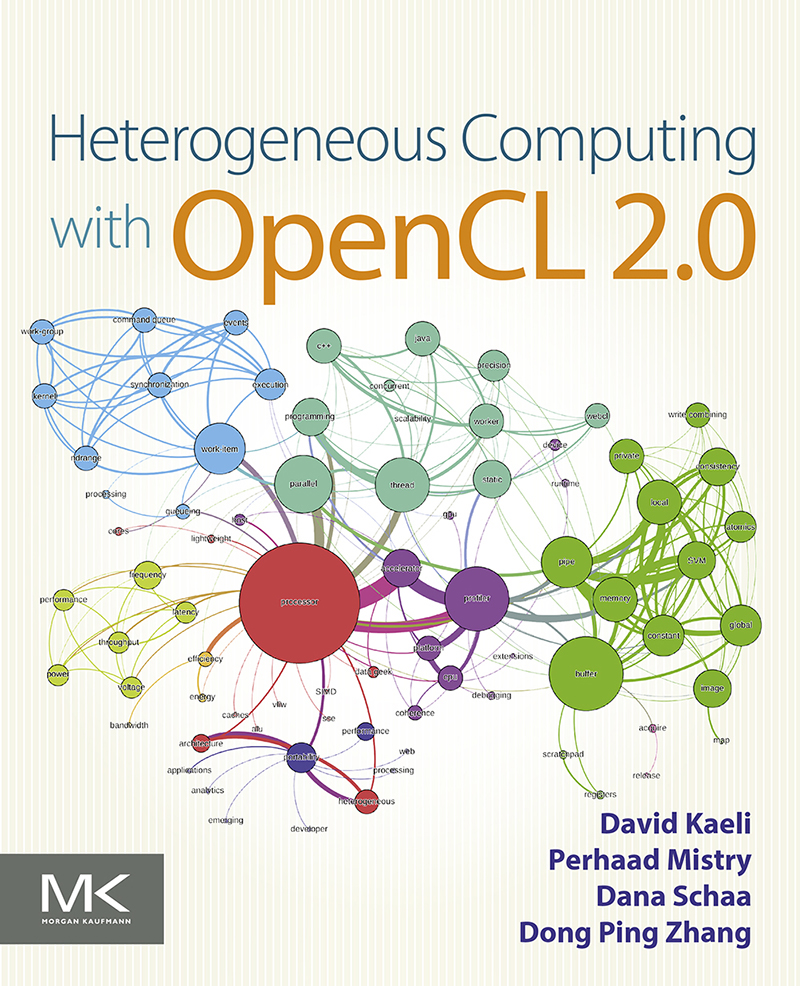 Heterogeneous Computing
with OpenCL 2.0
work-group
command queue
events
c++
java
precision
kernel
synchronization
execution
concurrent
programming
scalability
worker
webcl
write combining
work-item
device
ndrange
private
consistency
processing
parallel
thread
static
runtime
local
queuing
host
gpu
atomics
cores
lightweight
frequency
accelerator
pipe
SVM
performance
latency
processor
profiler
memory
global
throughput
platform
constant
efficiency
extensions
power
voltage
data geek
cpu
buffer
image
energy
SIMD
debugging
vliw
bandwidth
caches
sse
coherence
alu
performance
acquire
architecture
portability
web
scratchpad
map
applications
processing
release
analytics
heterogeneous
registers
emerging
developer
David Kaeli
Perhaad Mistry
Dana Schaa
Dong Ping Zhang
MK
MORGAN KAUFMANN